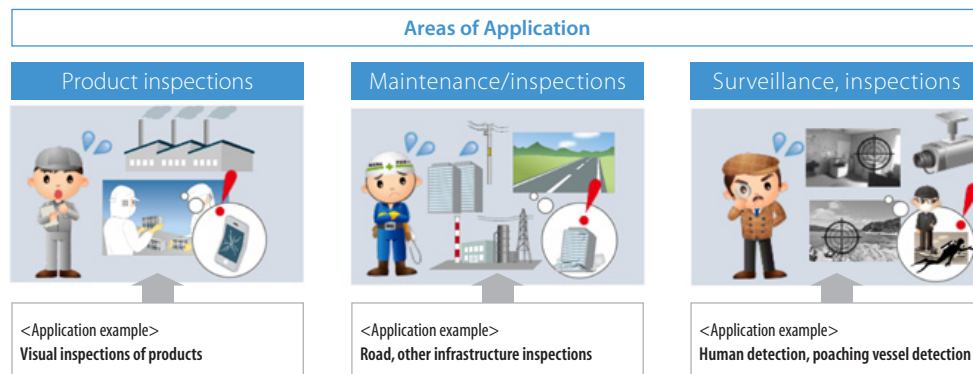 Areas of Application
Product inspections
Maintenance/inspections
Surveillance, inspections
<Application example>
Visual inspections of products
<Application example>
Road, other infrastructure inspections
<Application example>
Human detection, poaching vessel detection